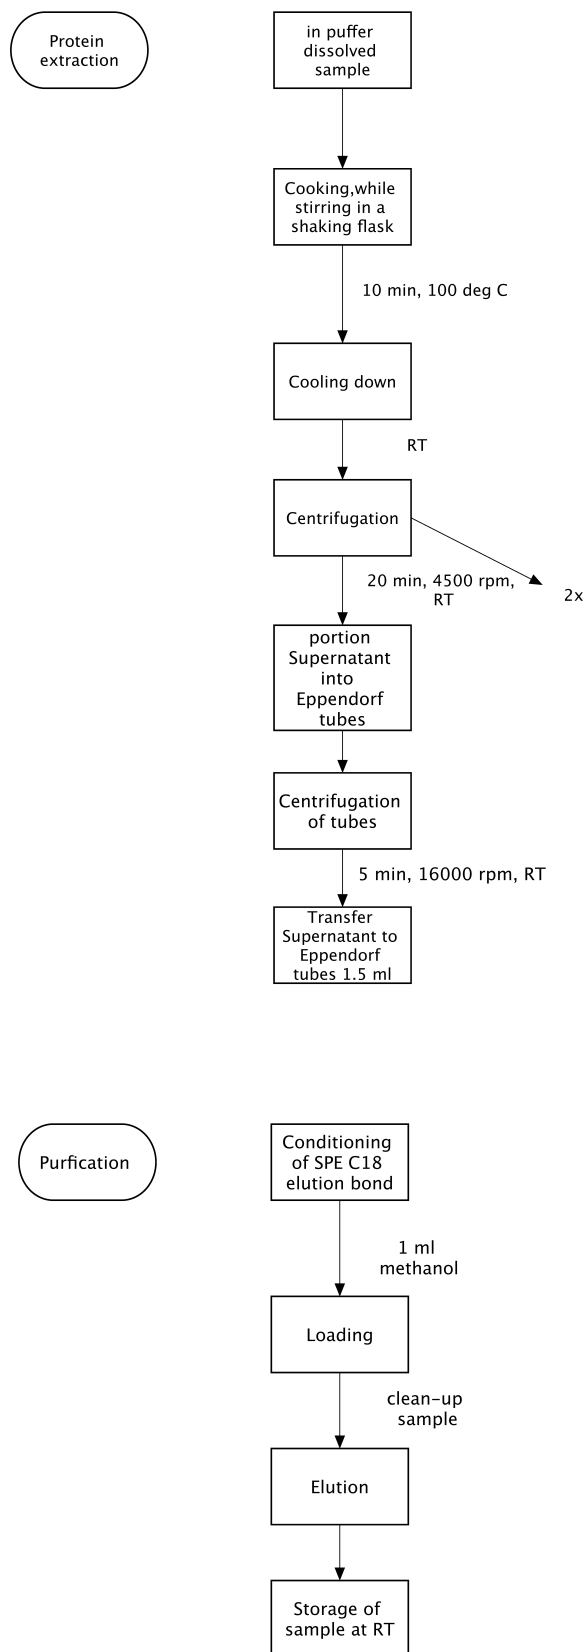 Protein
extraction
in puffer
dissolved
sample
Cooking,while
stirring in a
shaking flask
10 min, 100 deg C
Cooling down
RT
Centrifugation
20 min, 4500 rpm,
RT
2x
portion
Supernatant
into
Eppendorf
tubes
Centrifugation
of tubes
5 min, 16000 rpm, RT
Transfer
Supernatant to
Eppendorf
tubes 1.5 ml
Purfication
Conditioning
of SPE C18
elution bond
1 ml
methanol
Loading
clean-up
sample
Elution
Storage of
sample at RT